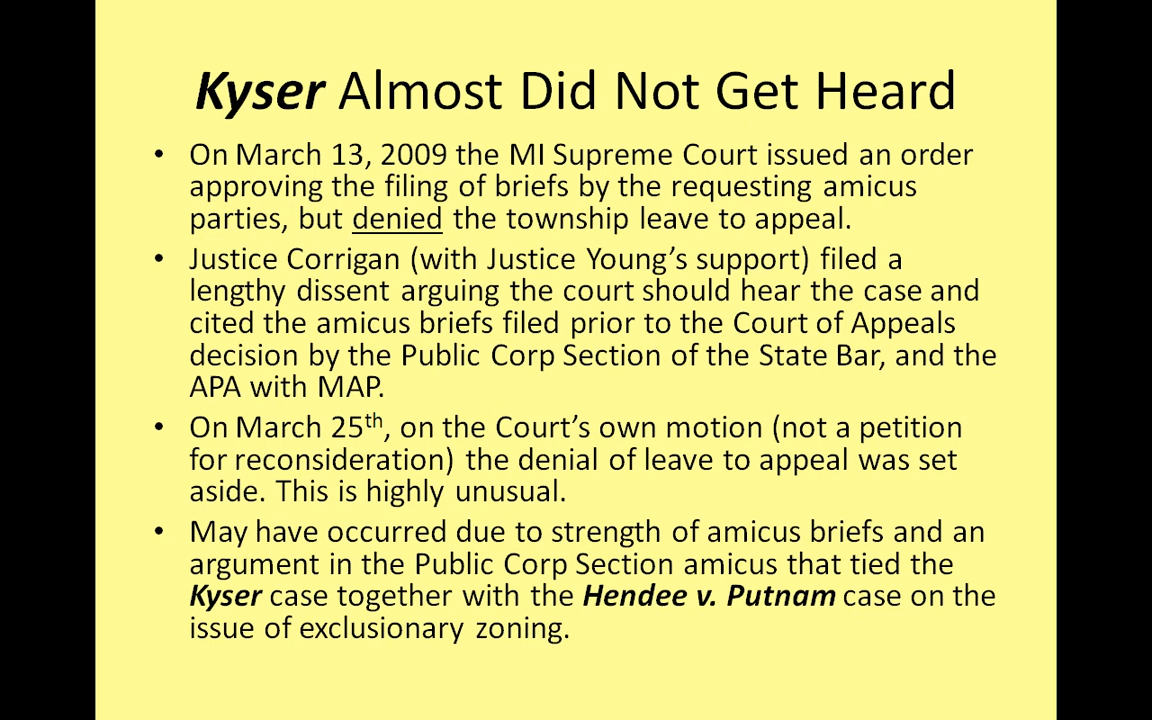 Kyser Almost Did Not Get Heard
• On March 13, 2009 the MI Supreme Court issued an order
approving the filing of briefs by the requesting amicus
parties, but denied the township leave to appeal.
• Justice Corrigan (with Justice Young’s support) filed a
lengthy dissent arguing the court should hear the case and
cited the amicus briefs filed prior to the Court of Appeals
decision by the Public Corp Section of the State Bar, and the
APA with MAP.
• On March 25th, on the Court’s own motion (not a petition
for reconsideration) the denial of leave to appeal was set
aside. This is highly unusual.
• May have occurred due to strength of amicus briefs and an
argument in the Public Corp Section amicus that tied the
Kyser case together with the Hendee v. Putnam case on the
issue of exclusionary zoning.